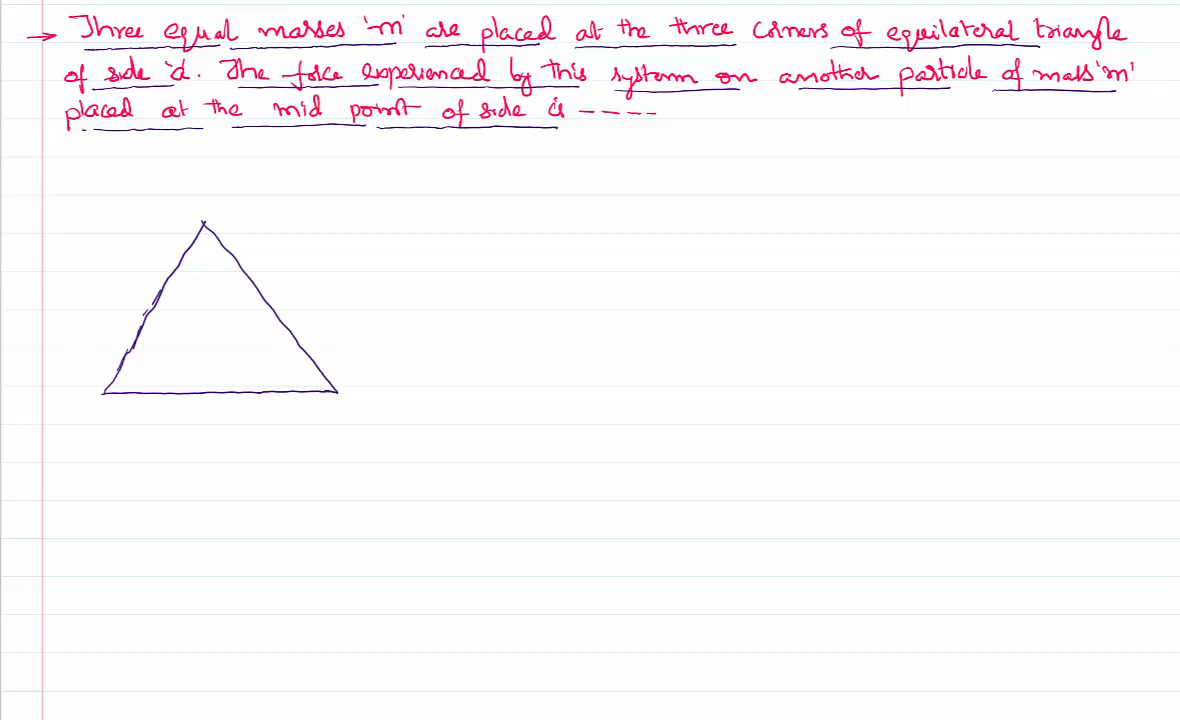 → Three equal masses 'm' are placed at the three corners of equilateral triangle
of side 'd. The force experienced by this system on another particle of mass 'm'
placed at the mid point of side is ----